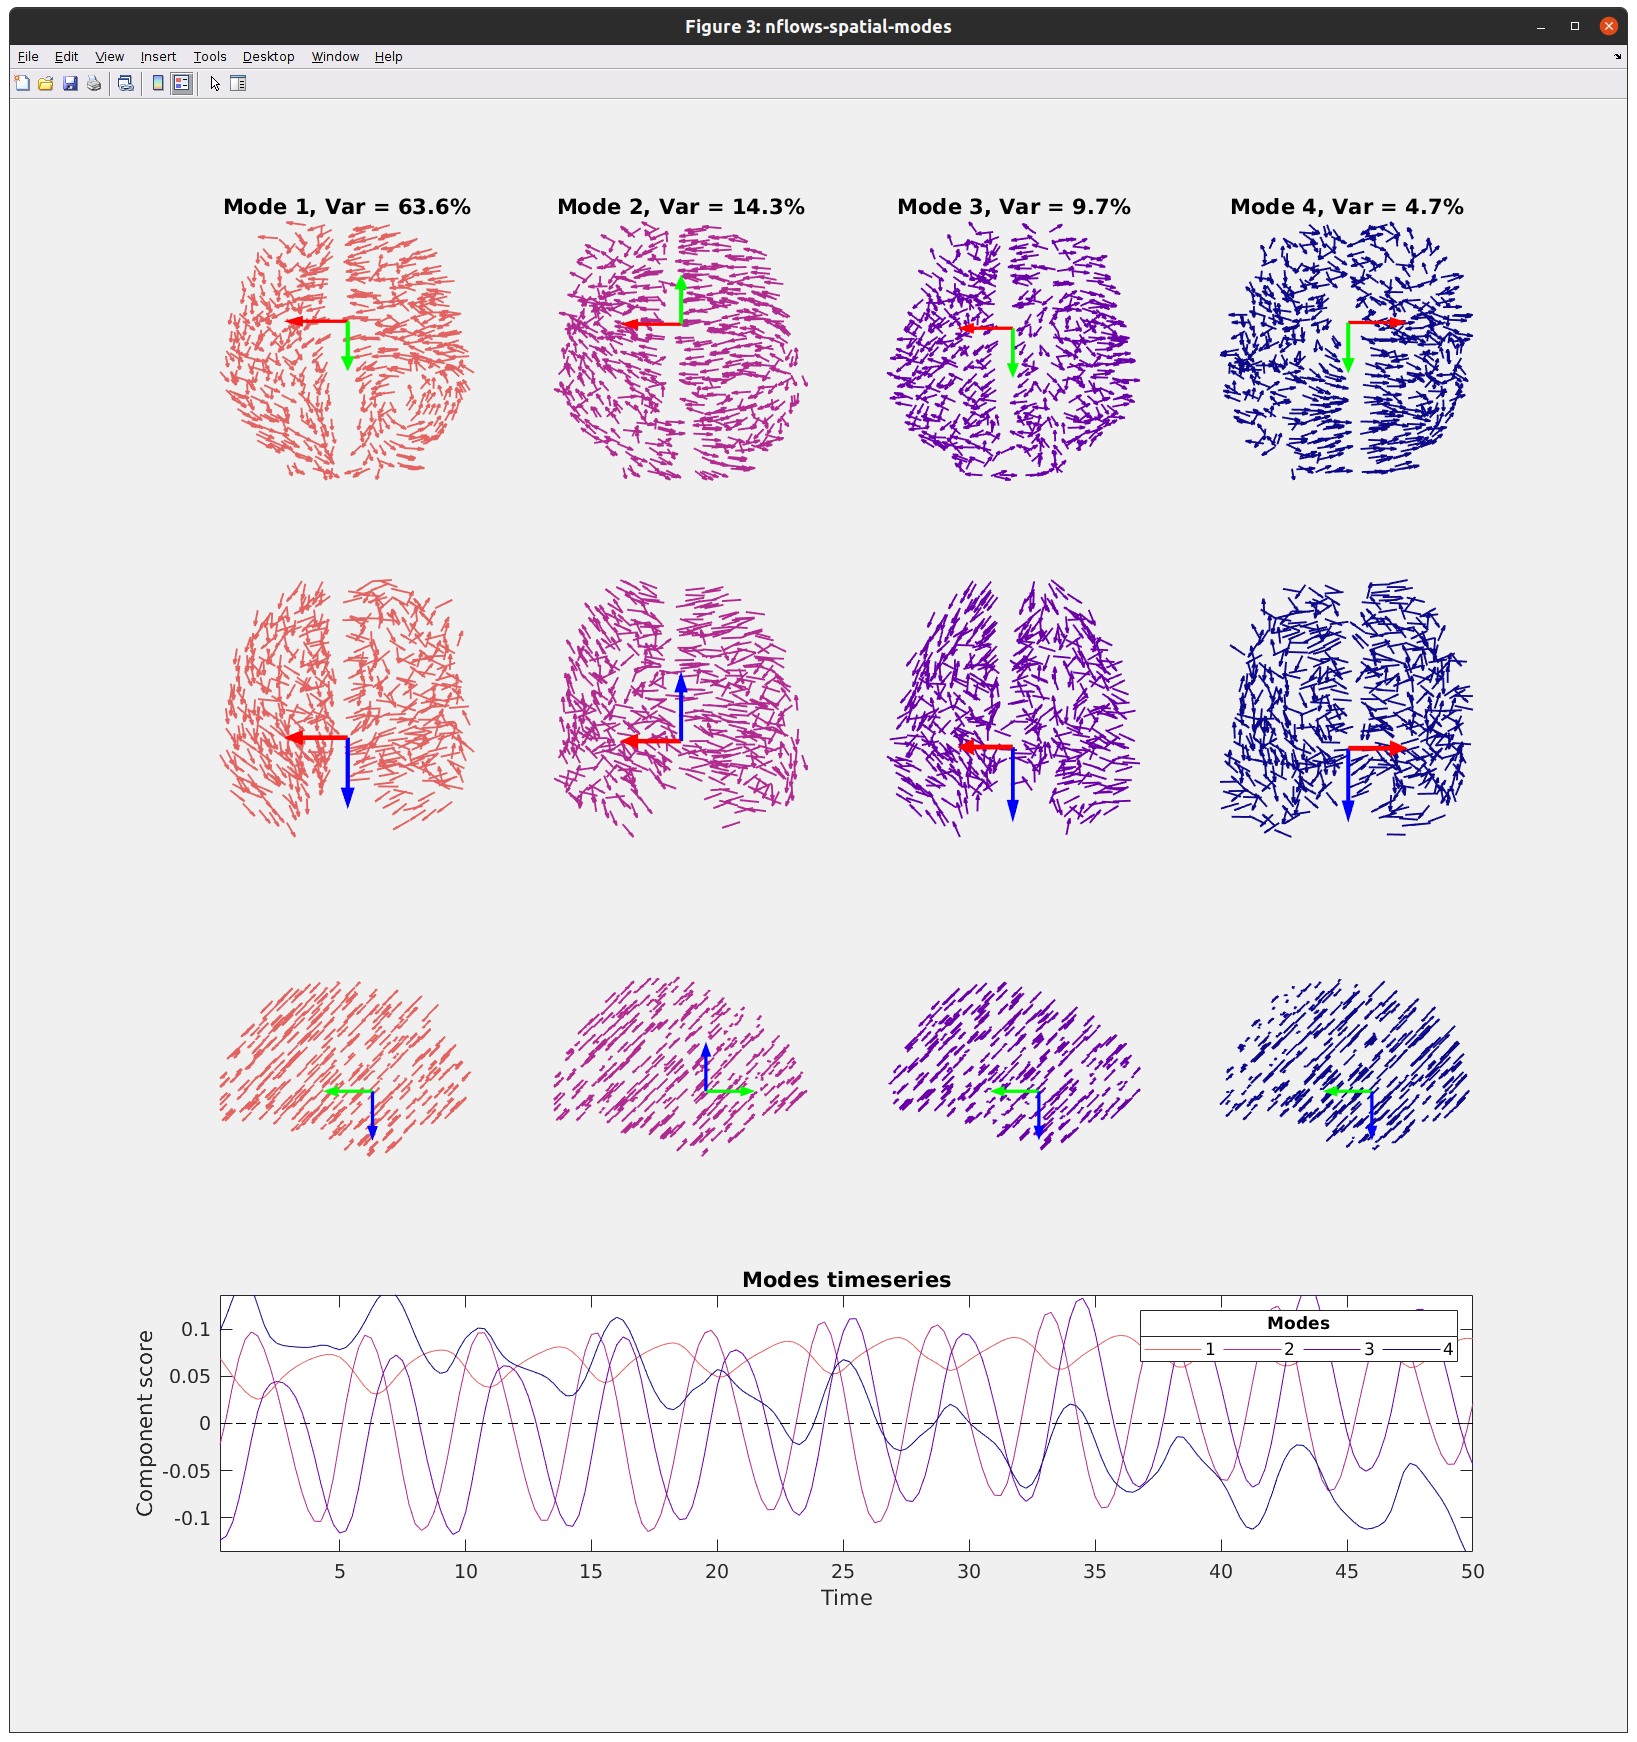 Figure 3: nflows-spatial-modes
File Edit View Insert Tools Desktop Window Help
Mode 1, Var = 63.6% Mode 2, Var = 14.3% Mode 3, Var = 9.7% Mode 4, Var = 4.7%
Modes timeseries
Component score
0.1
0.05
0
-0.05
-0.1
Modes
1 2 3 4
5 10 15 20 25 30 35 40 45 50
Time